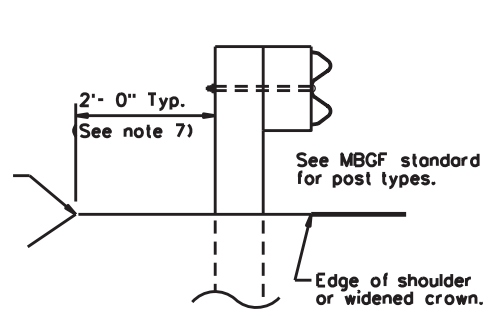 2'- 0" Typ.
(See note 7)
See MBGF standard
for post types.
Edge of shoulder
or widened crown.